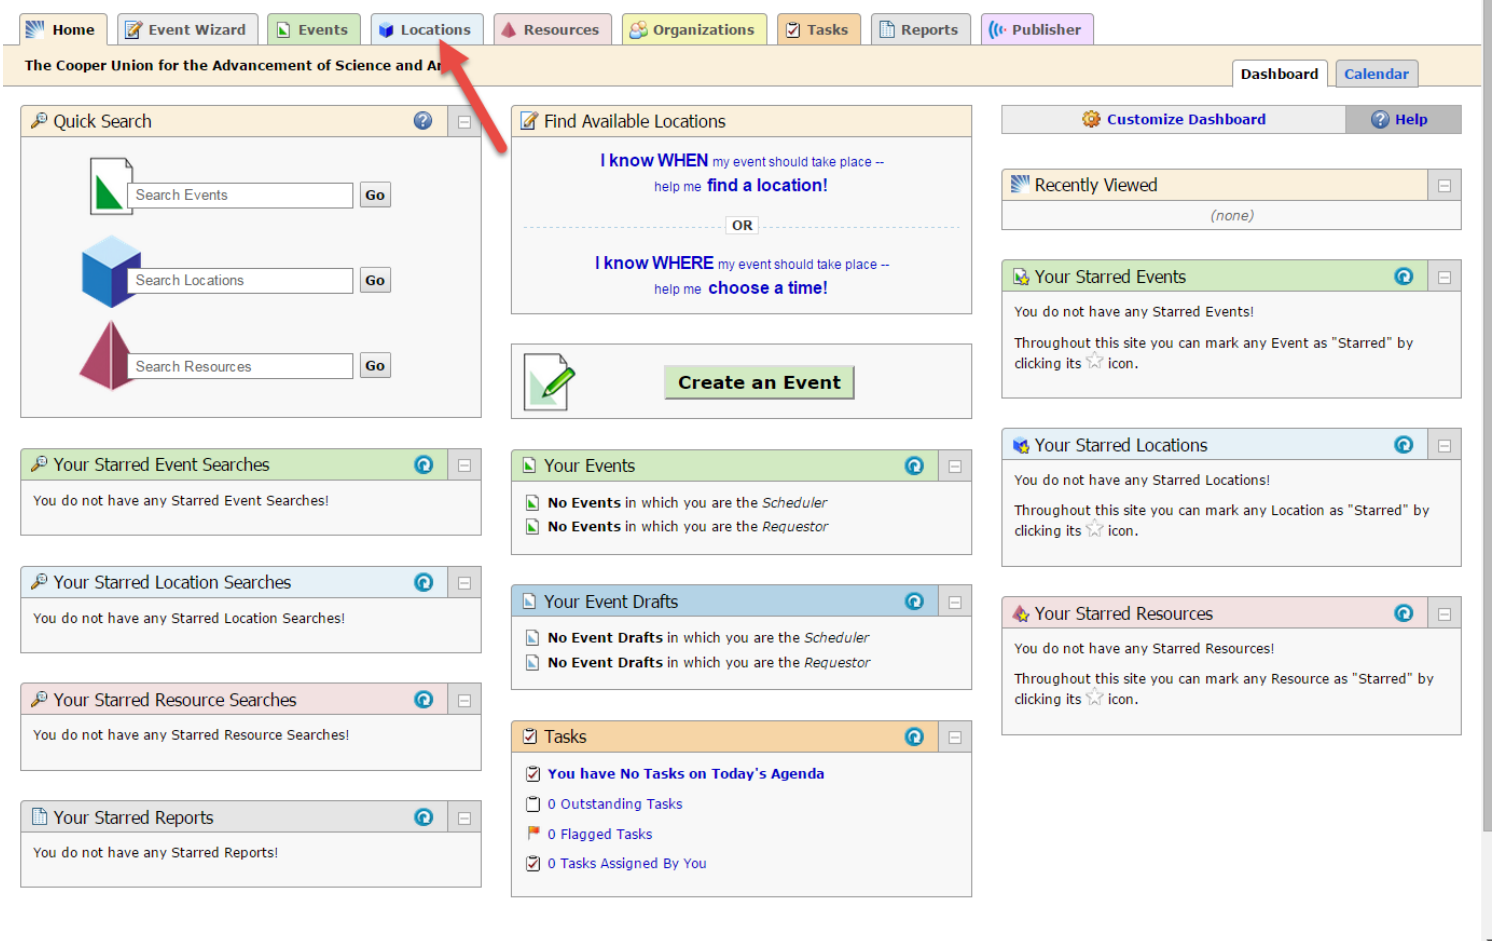 Home
Event Wizard
Events
Locations
Resources
Organizations
Tasks
Reports
Publisher
The Cooper Union for the Advancement of Science and
Dashboard
Calendar
Quick Search
Search Events
Go
Search Locations
Go
Search Resources
Go
Your Starred Event Searches
You do not have any Starred Event Searches!
Your Starred Location Searches
You do not have any Starred Location Searches!
Your Starred Resource Searches
You do not have any Starred Resource Searches!
Your Starred Reports
You do not have any Starred Reports!
Find Available Locations
I know WHEN my event should take place --
help me find a location!
OR
I know WHERE my event should take place --
help me choose a time!
Create an Event
Your Events
No Events in which you are the Scheduler
No Events in which you are the Requestor
Your Event Drafts
No Event Drafts in which you are the Scheduler
No Event Drafts in which you are the Requestor
Tasks
You have No Tasks on Today's Agenda
0 Outstanding Tasks
0 Flagged Tasks
0 Tasks Assigned By You
Customize Dashboard
Help
Recently Viewed
(none)
Your Starred Events
You do not have any Starred Events!
Throughout this site you can mark any Event as "Starred" by
clicking its icon.
Your Starred Locations
You do not have any Starred Locations!
Throughout this site you can mark any Location as "Starred" by
clicking its icon.
Your Starred Resources
You do not have any Starred Resources!
Throughout this site you can mark any Resource as "Starred" by
clicking its icon.